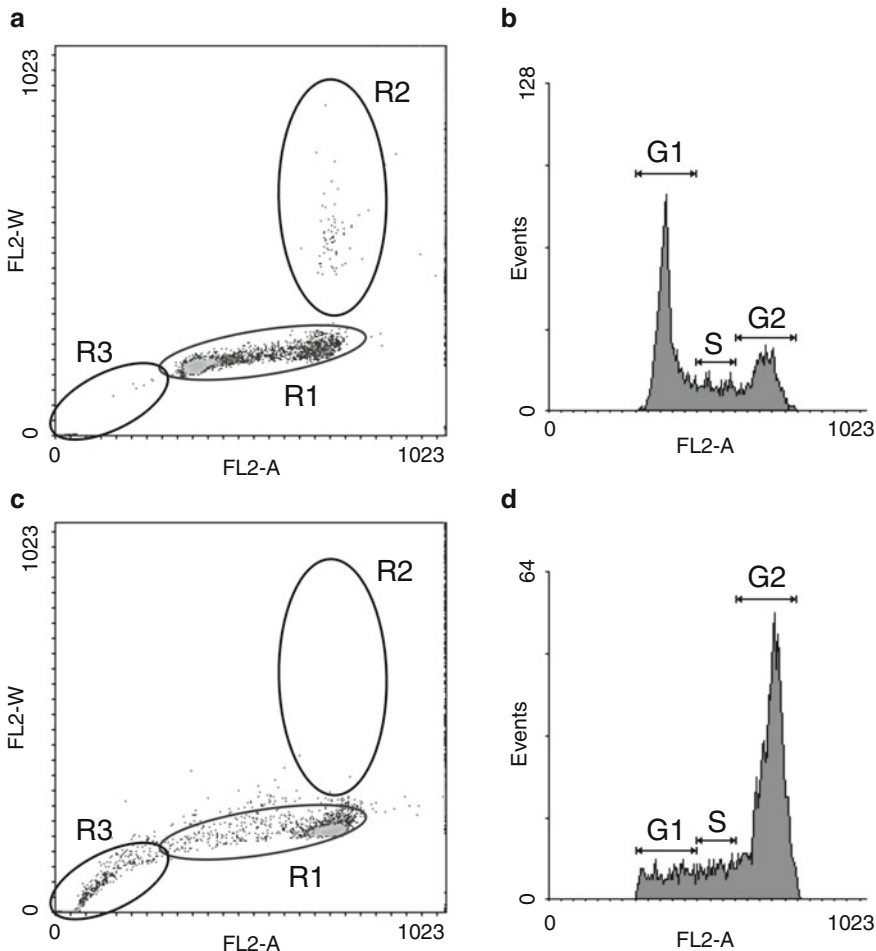 a
1023
FL2-W
0
R2
R3
R1
0
FL2-A
1023
b
128
Events
0
G1
S
G2
0
FL2-A
1023
c
1023
FL2-W
0
R2
R3
R1
0
FL2-A
1023
d
64
Events
0
G2
G1
S
0
FL2-A
1023